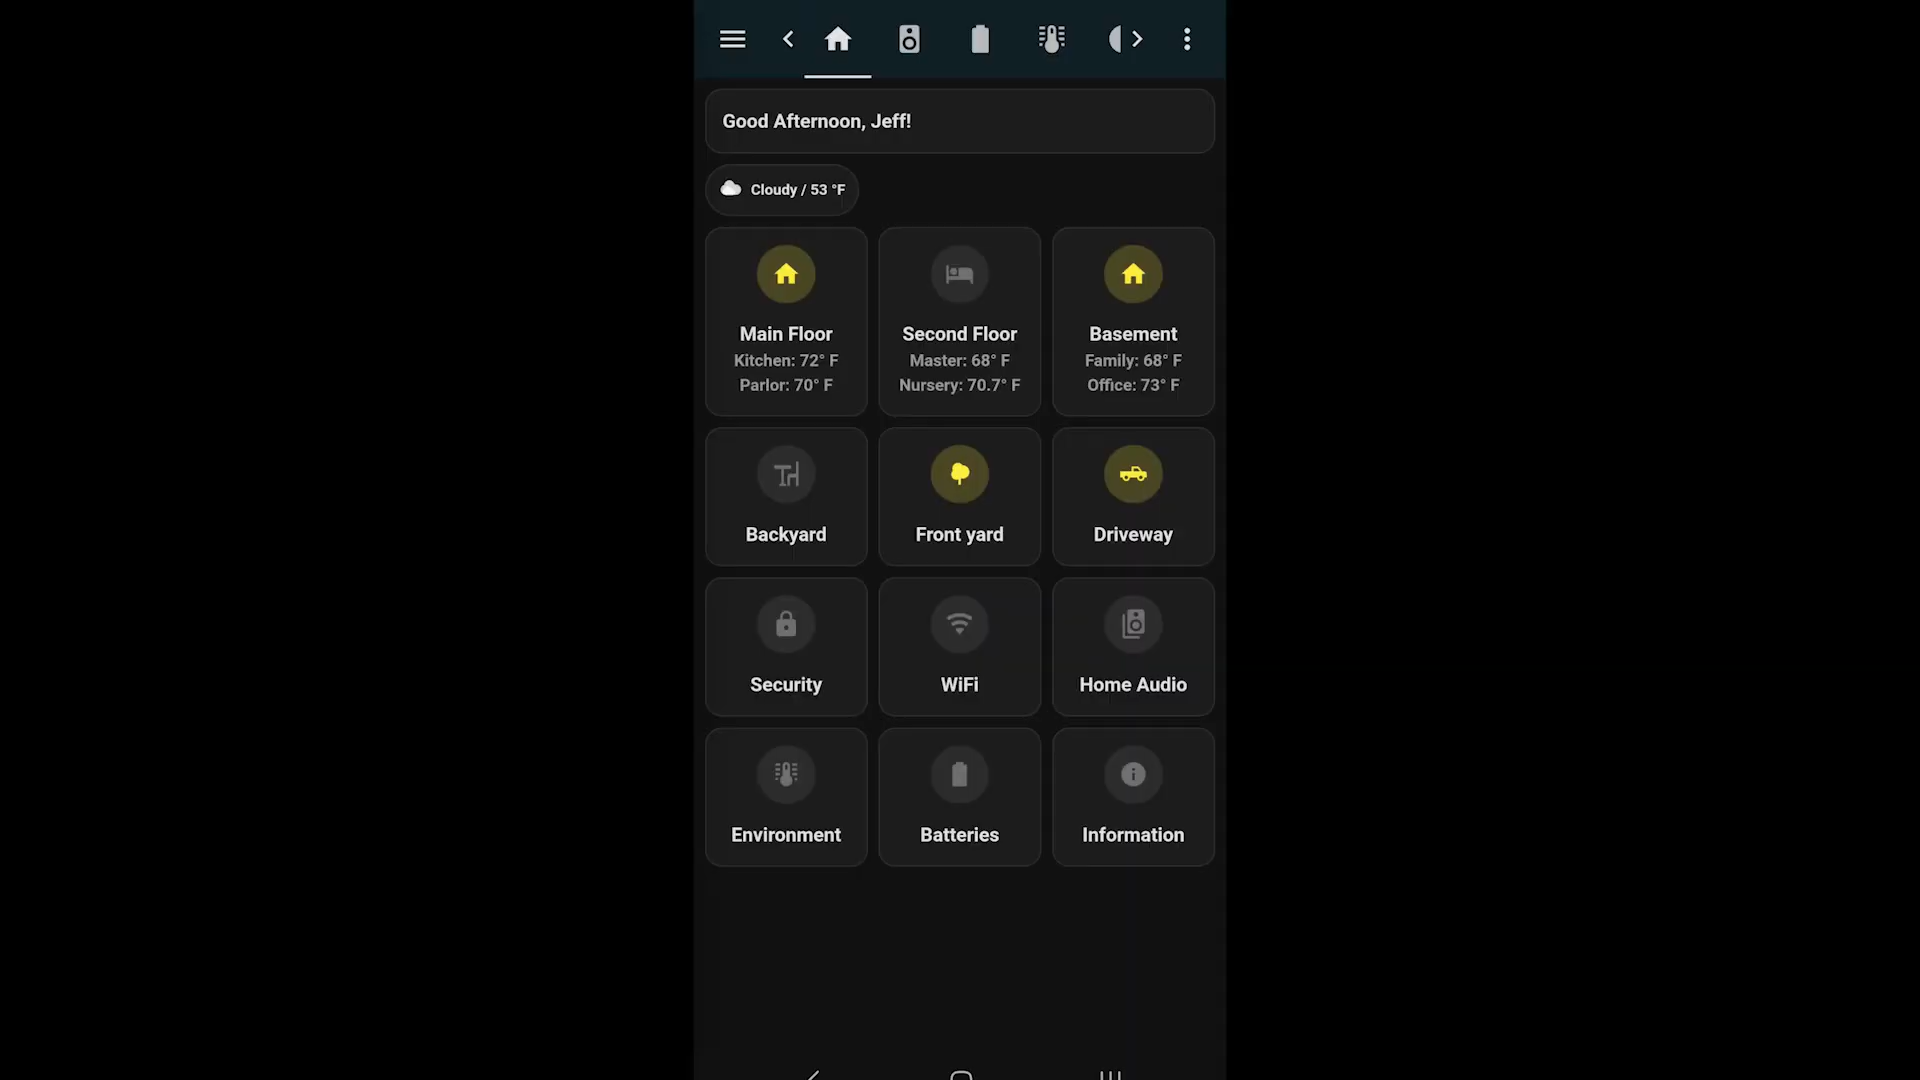 Good Afternoon, Jeff!
Cloudy / 53 °F
Main Floor
Kitchen: 72° F
Parlor: 70° F
Second Floor
Master: 68° F
Nursery: 70.7° F
Basement
Family: 68° F
Office: 73° F
Backyard
Front yard
Driveway
Security
WiFi
Home Audio
Environment
Batteries
Information